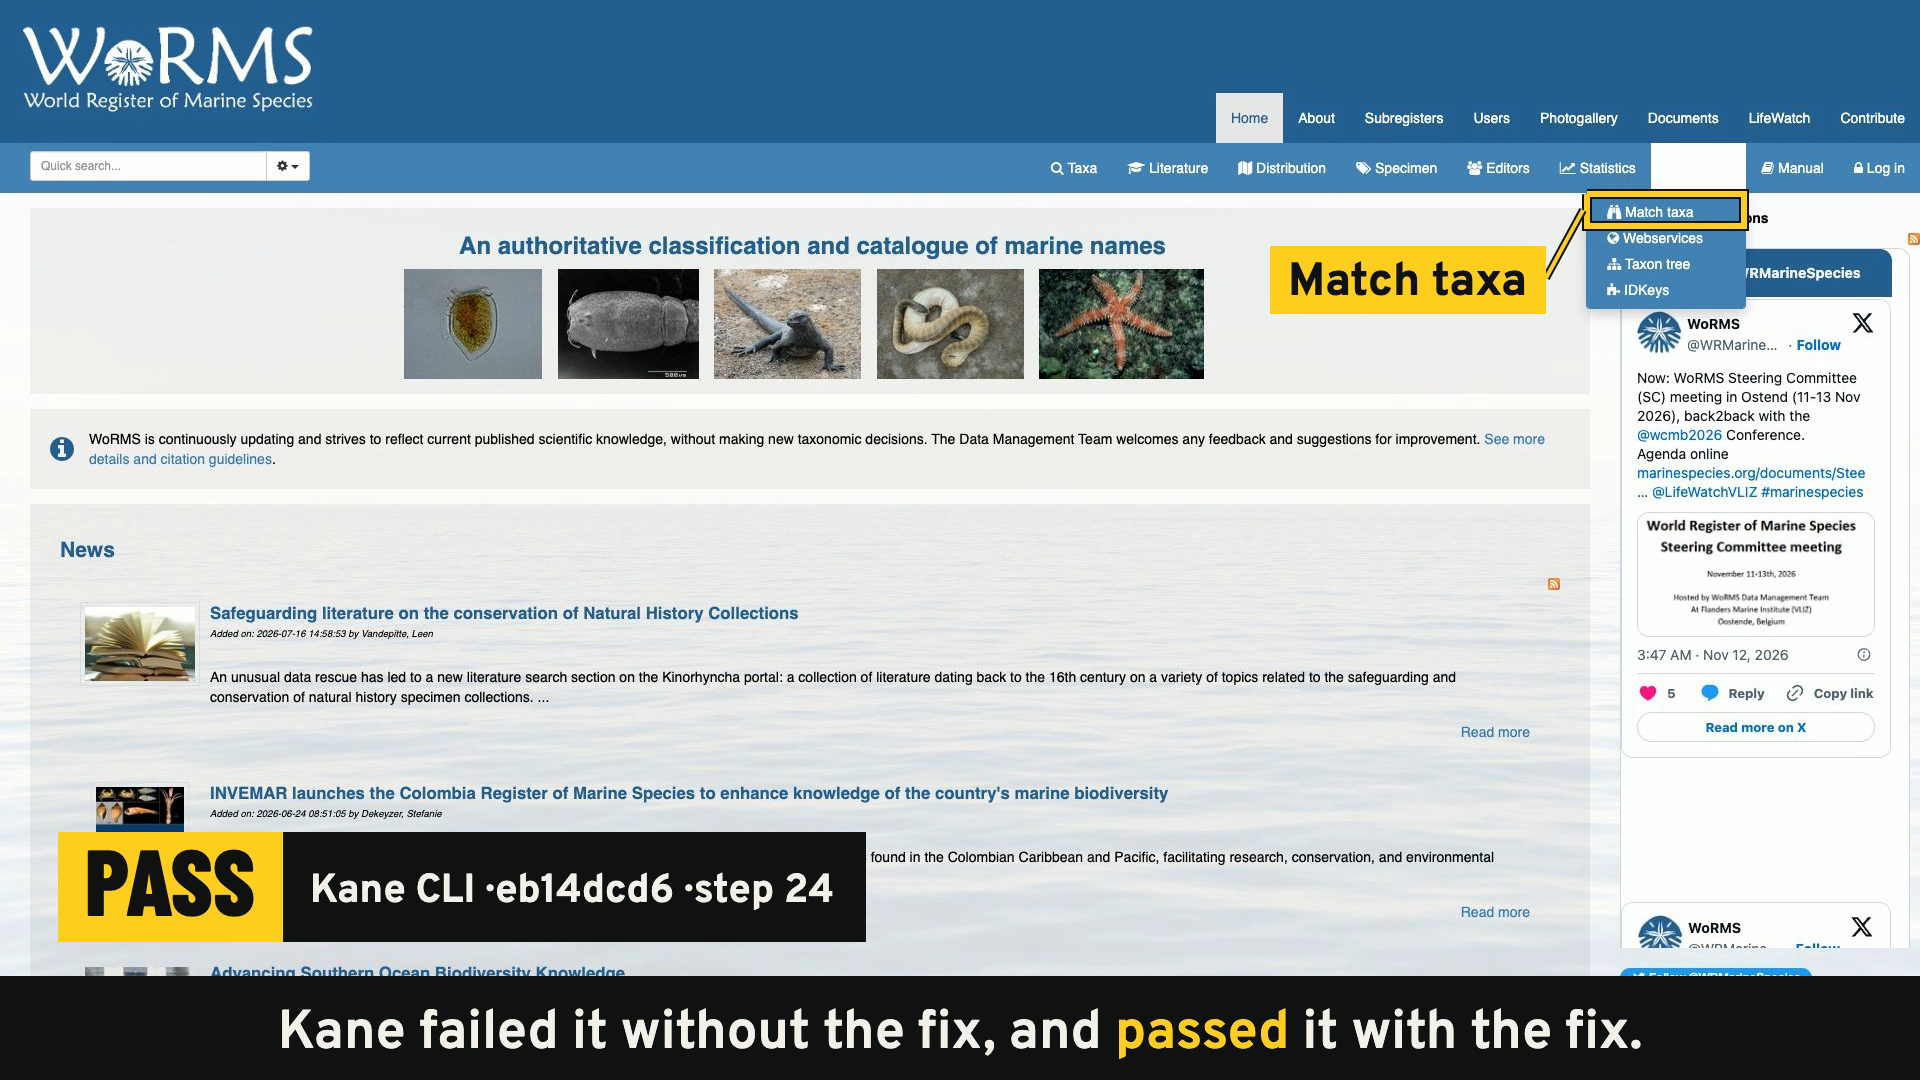 WoRMS
World Register of Marine Species
Home About Subregisters Users Photogallery Documents LifeWatch Contribute
Quick search...
Taxa Literature Distribution Specimen Editors Statistics Manual Log in
Match taxa
Webservices
Taxon tree
IDKeys
Match taxa
An authoritative classification and catalogue of marine names
WoRMS is continuously updating and strives to reflect current published scientific knowledge, without making new taxonomic decisions. The Data Management Team welcomes any feedback and suggestions for improvement. See more
details and citation guidelines.
News
Safeguarding literature on the conservation of Natural History Collections
Added on: 2026-07-16 14:58:53 by Vandepitte, Leen
An unusual data rescue has led to a new literature search section on the Kinorhyncha portal: a collection of literature dating back to the 16th century on a variety of topics related to the safeguarding and
conservation of natural history specimen collections. ...
Read more
INVEMAR launches the Colombia Register of Marine Species to enhance knowledge of the country's marine biodiversity
Added on: 2026-06-24 08:51:05 by Dekeyzer, Stefanie
found in the Colombian Caribbean and Pacific, facilitating research, conservation, and environmental
Read more
Advancing Southern Ocean Biodiversity Knowledge
RMarineSpecies
WoRMS
@WRMarine... · Follow
Now: WoRMS Steering Committee
(SC) meeting in Ostend (11-13 Nov
2026), back2back with the
@wcmb2026 Conference.
Agenda online
marinespecies.org/documents/Stee
... @LifeWatchVLIZ #marinespecies
World Register of Marine Species
Steering Committee meeting
November 11-13th, 2026
Hosted by WoRMS Data Management Team
At Flanders Marine Institute (VLIZ)
Oostende, Belgium
3:47 AM · Nov 12, 2026
5 Reply Copy link
Read more on X
WoRMS
Follow @WRMarineSpecies
PASS
Kane CLI ·eb14dcd6 ·step 24
Kane failed it without the fix, and passed it with the fix.